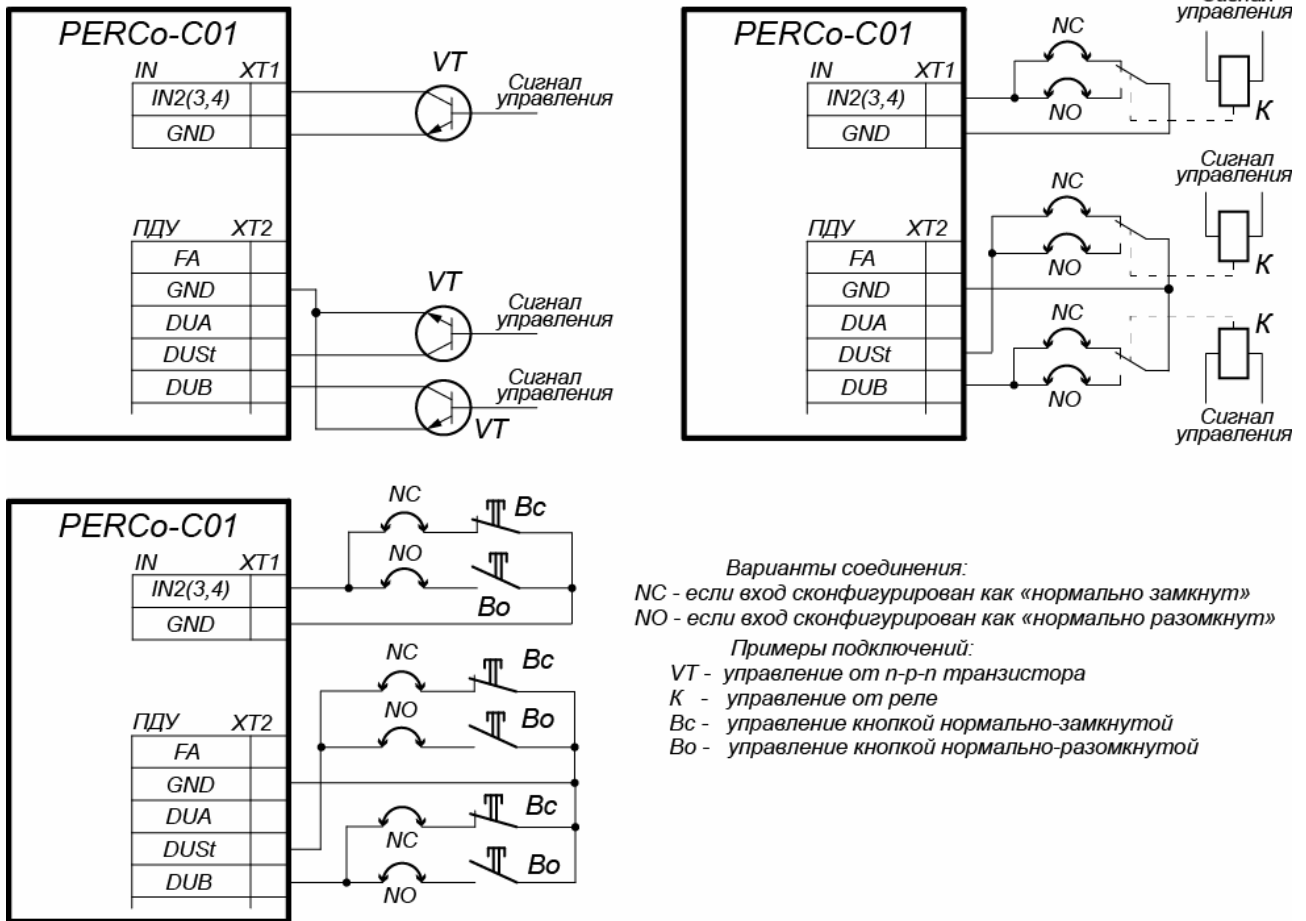 PERCo-C01
IN XT1
IN2(3,4)
GND
VT
Сигнал
управления
ПДУ XT2
FA
GND
DUA
DUSt
DUB
VT
Сигнал
управления
Сигнал
управления
VT
PERCo-C01
IN XT1
IN2(3,4)
GND
NC
NO
управления
K
ПДУ XT2
FA
GND
DUA
DUSt
DUB
NC
NO
Сигнал
управления
K
NC
NO
K
Сигнал
управления
PERCo-C01
IN XT1
IN2(3,4)
GND
NC
Bc
NO
Bo
ПДУ XT2
FA
GND
DUA
DUSt
DUB
NC
Bc
NO
Bo
Bc
NC
Bo
NO
Варианты соединения:
NC - если вход сконфигурирован как «нормально замкнут»
NO - если вход сконфигурирован как «нормально разомкнут»
Примеры подключений:
VT - управление от n-p-n транзистора
K - управление от реле
Bc - управление кнопкой нормально-замкнутой
Bo - управление кнопкой нормально-разомкнутой